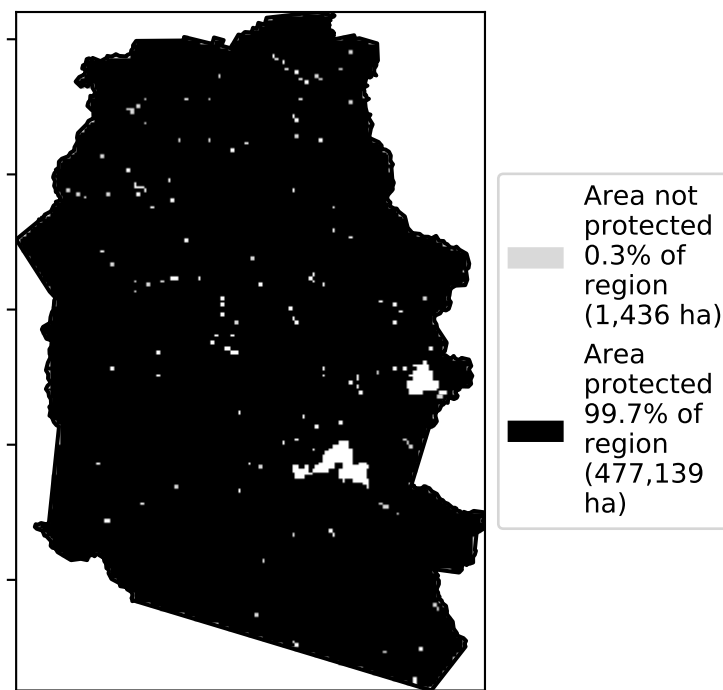 Area not
protected
0.3% of
region
(1,436 ha)
Area
protected
99.7% of
region
(477,139
ha)